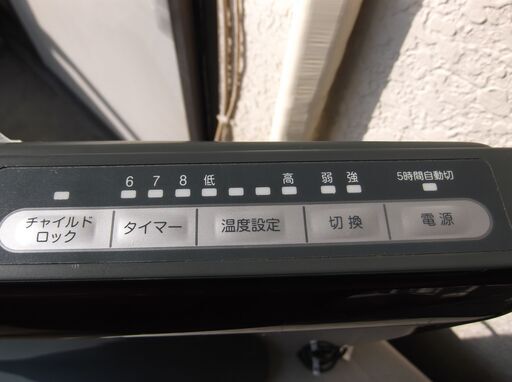 6 7 8 低 高 弱 強 5時間自動切
チャイルド
ロック
タイマー 温度設定 切換 電源